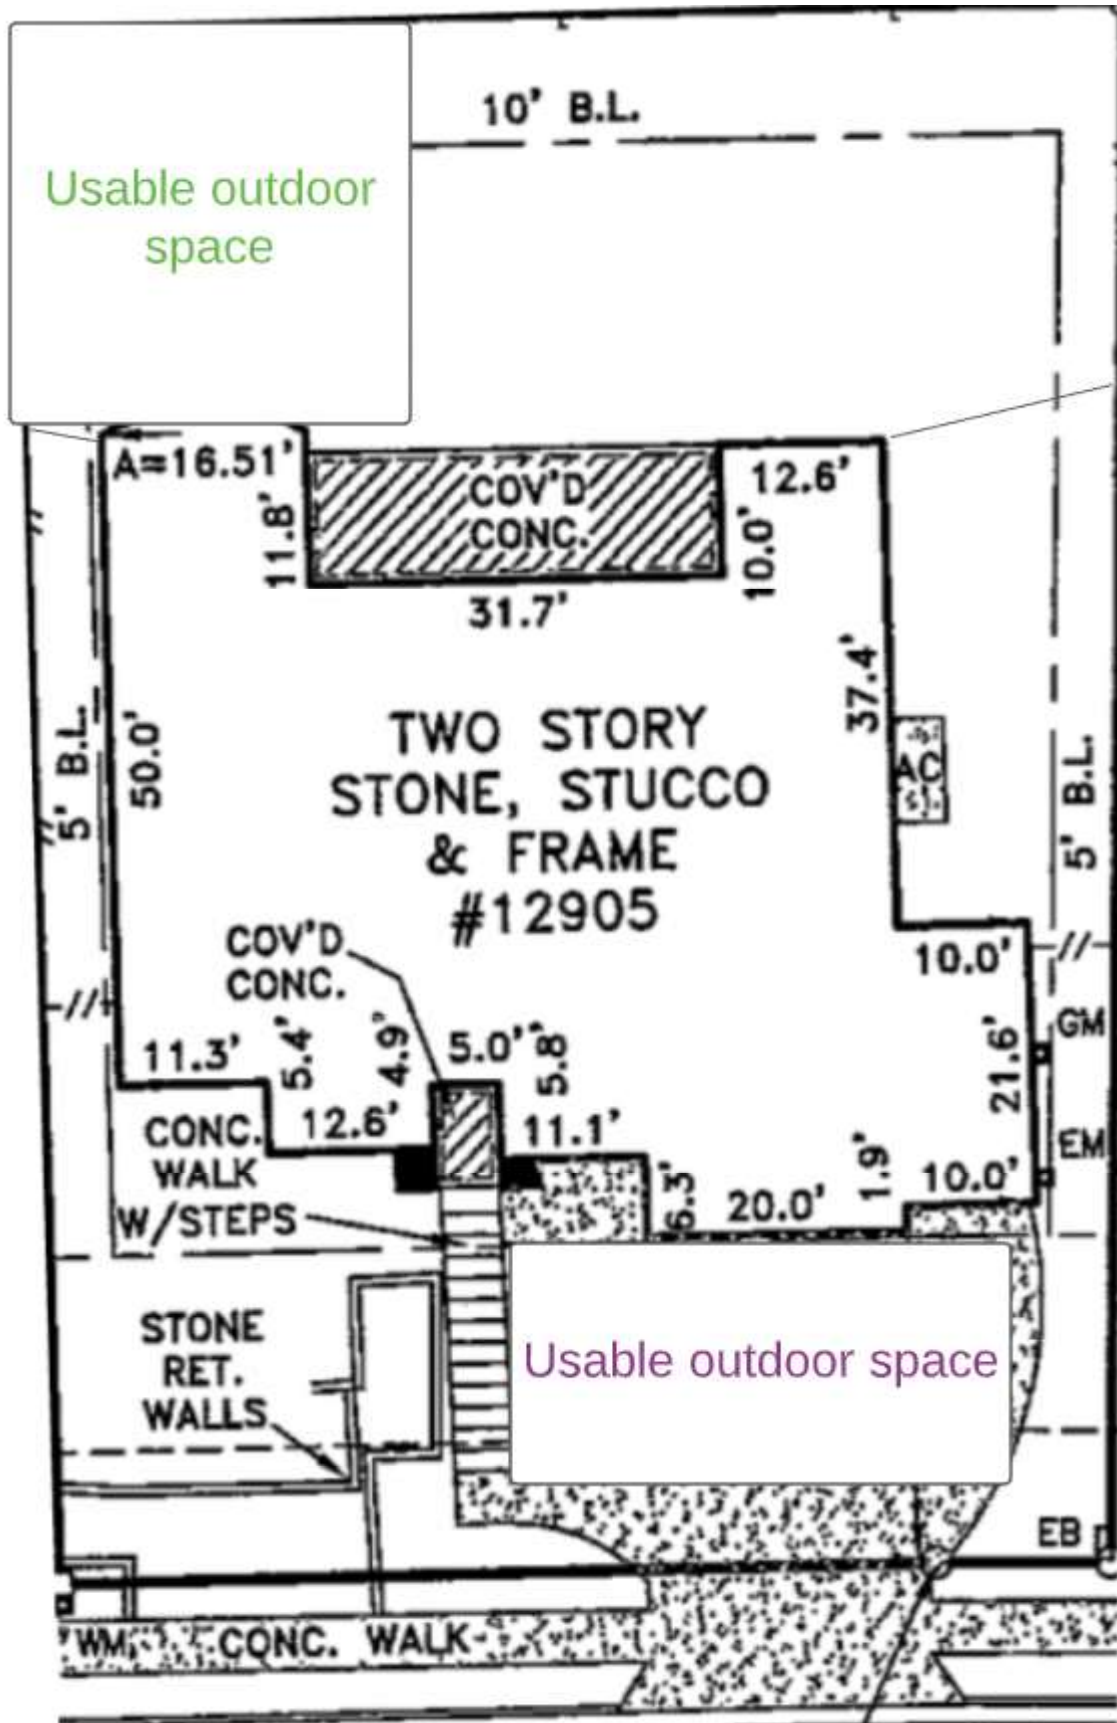 10' B.L.
Usable outdoor
space
A=16.51'
COV'D
CONC.
12.6'
11.8'
10.0'
31.7'
37.4'
TWO STORY
STONE, STUCCO
& FRAME
#12905
50.0'
5' B.L.
AC
5' B.L.
COV'D
CONC.
10.0'
GM
11.3'
5.4'
4.9'
5.0'
5.8'
21.6'
CONC.
WALK
W/STEPS
12.6'
11.1'
EM
6.3'
20.0'
1.9'
10.0'
STONE
RET.
WALLS
Usable outdoor space
EB
WM
CONC. WALK